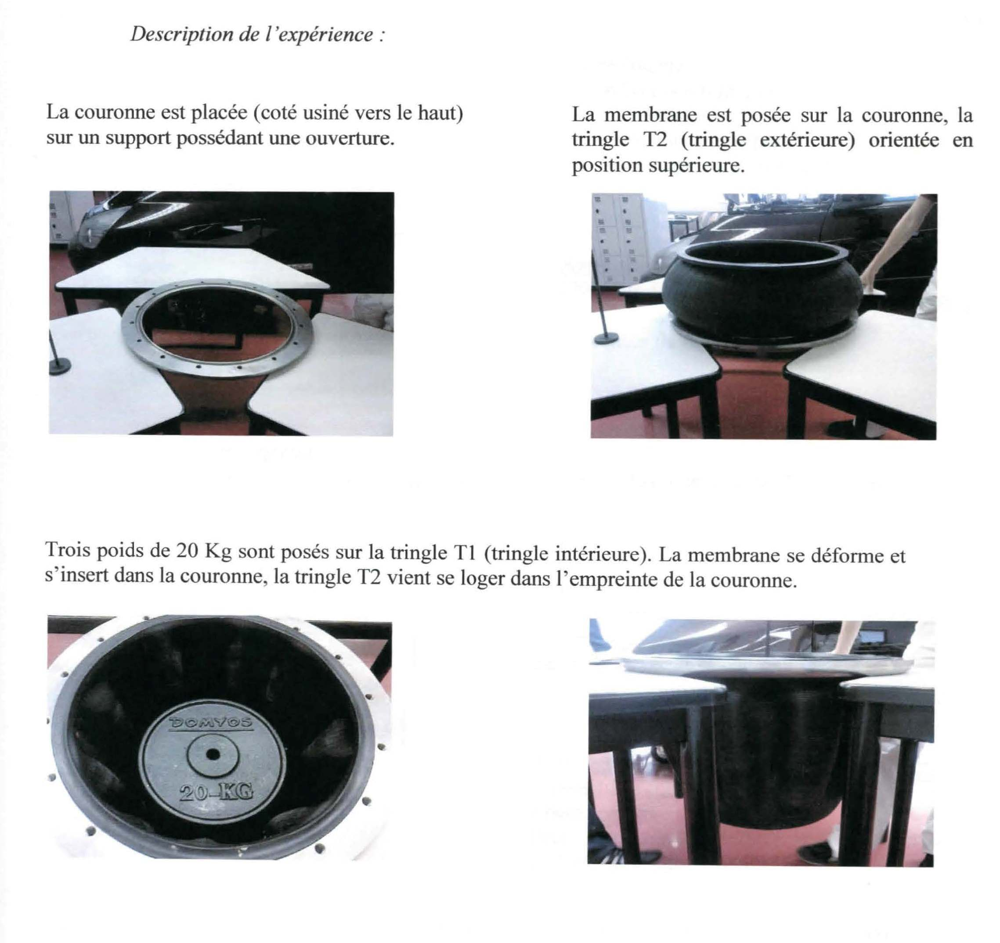 Description de l'expérience :
La couronne est placée (coté usiné vers le haut)
sur un support possédant une ouverture.
La membrane est posée sur la couronne, la
tringle T2 (tringle extérieure) orientée en
position supérieure.
Trois poids de 20 Kg sont posés sur la tringle T1 (tringle intérieure). La membrane se déforme et
s'insert dans la couronne, la tringle T2 vient se loger dans l'empreinte de la couronne.
DOMYOS
20-KG